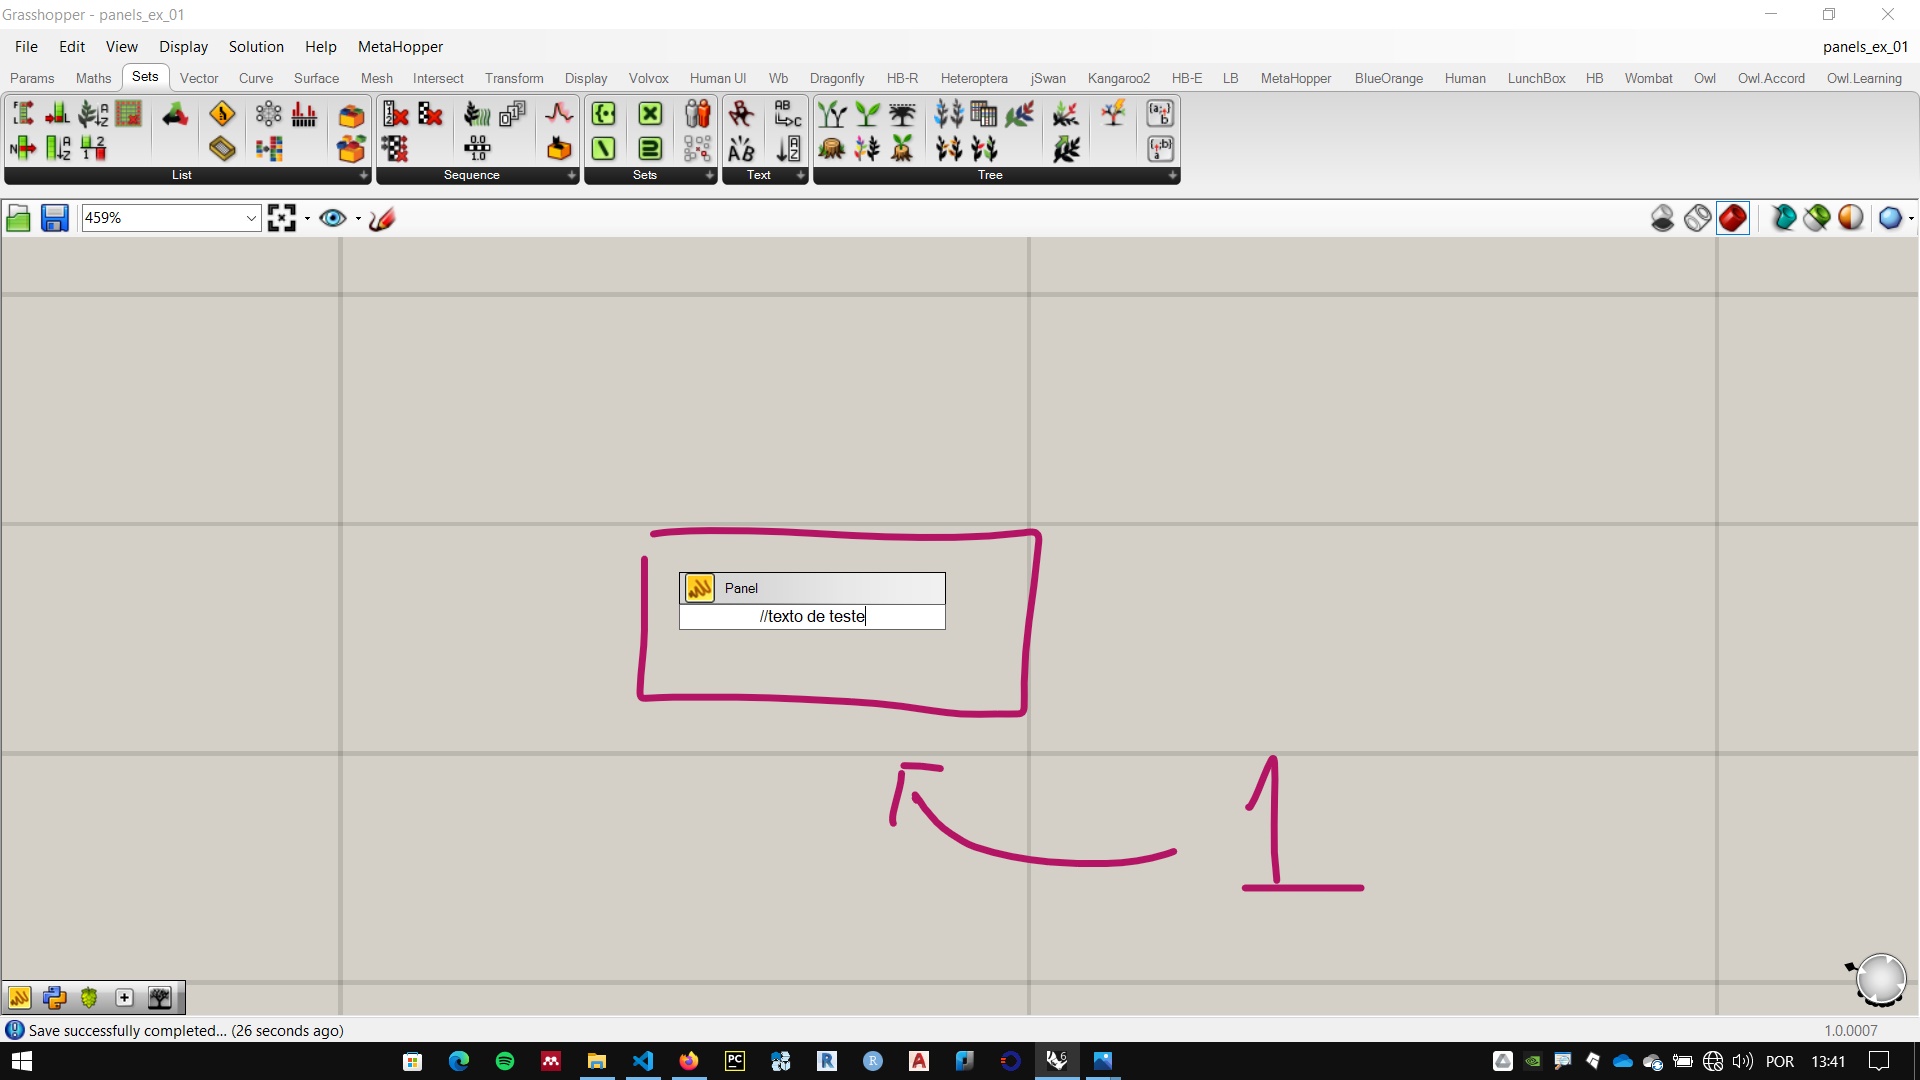 Grasshopper - panels_ex_01
File Edit View Display Solution Help MetaHopper panels_ex_01
Params Maths Sets Vector Curve Surface Mesh Intersect Transform Display Volvox Human UI Wb Dragonfly HB-R Heteroptera jSwan Kangaroo2 HB-E LB MetaHopper BlueOrange Human LunchBox HB Wombat Owl Owl.Accord Owl.Learning
List Sequence Sets Text Tree
459%
Panel
//texto de teste
1
Save successfully completed... (26 seconds ago) 1.0.0007
POR 13:41